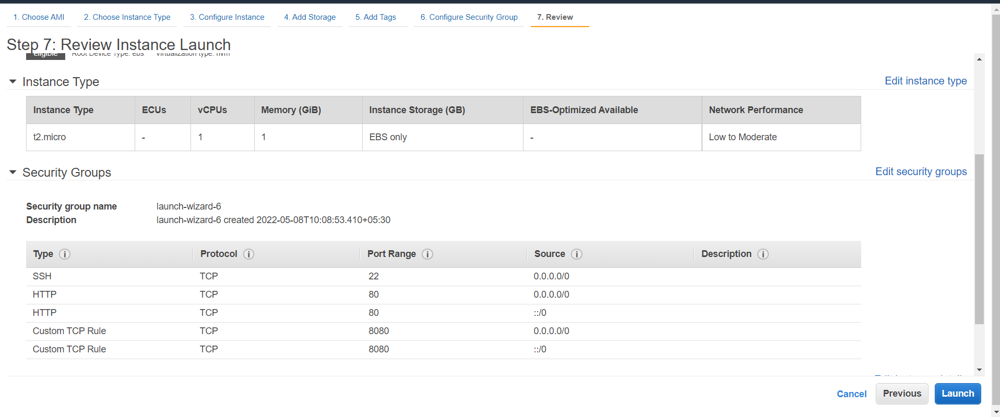 1. Choose AMI 2. Choose Instance Type 3. Configure Instance 4. Add Storage 5. Add Tags 6. Configure Security Group 7. Review
Step 7: Review Instance Launch
eligible Root Device Type: ebs Virtualization type: hvm
Instance Type Edit instance type
Instance Type ECUs vCPUs Memory (GiB) Instance Storage (GB) EBS-Optimized Available Network Performance
t2.micro - 1 1 EBS only - Low to Moderate
Security Groups Edit security groups
Security group name launch-wizard-6
Description launch-wizard-6 created 2022-05-08T10:08:53.410+05:30
Type Protocol Port Range Source Description
SSH TCP 22 0.0.0.0/0
HTTP TCP 80 0.0.0.0/0
HTTP TCP 80 ::/0
Custom TCP Rule TCP 8080 0.0.0.0/0
Custom TCP Rule TCP 8080 ::/0
Cancel Previous Launch